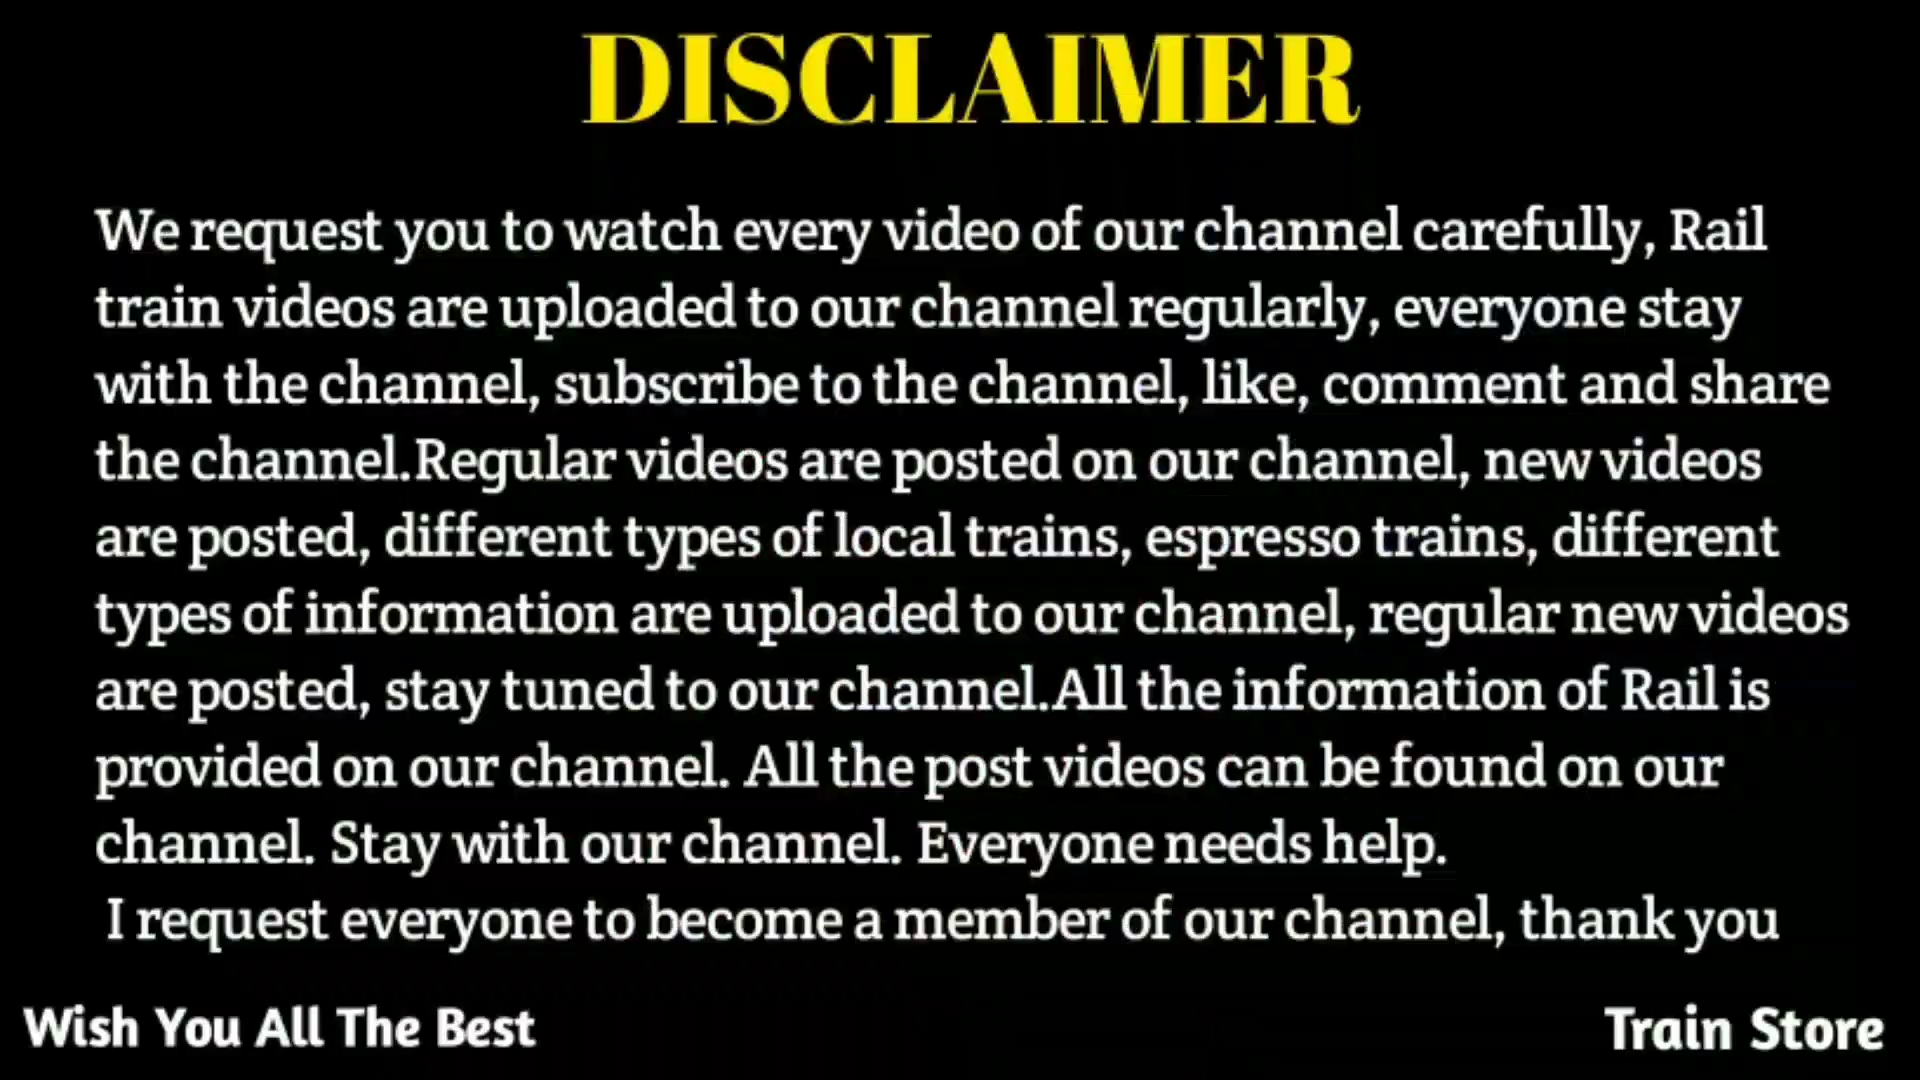 DISCLAIMER
We request you to watch every video of our channel carefully, Rail
train videos are uploaded to our channel regularly, everyone stay
with the channel, subscribe to the channel, like, comment and share
the channel.Regular videos are posted on our channel, new videos
are posted, different types of local trains, espresso trains, different
types of information are uploaded to our channel, regular new videos
are posted, stay tuned to our channel.All the information of Rail is
provided on our channel. All the post videos can be found on our
channel. Stay with our channel. Everyone needs help.
I request everyone to become a member of our channel, thank you
Wish You All The Best
Train Store